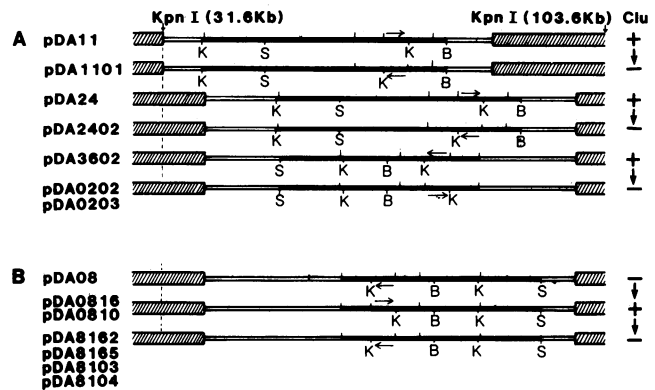 Kpn I (31.6Kb) Kpn I (103.6Kb) Clu
A pDA11 +
K S K B
pDA1101 −
K S K B
pDA24 +
K S K B
pDA2402 −
K S K B
pDA3602 +
S K B K
pDA0202 −
pDA0203 S K B K
B pDA08 −
K B K S
pDA0816 +
pDA0810
K B K S
pDA8162 −
pDA8165 K B K S
pDA8103
pDA8104